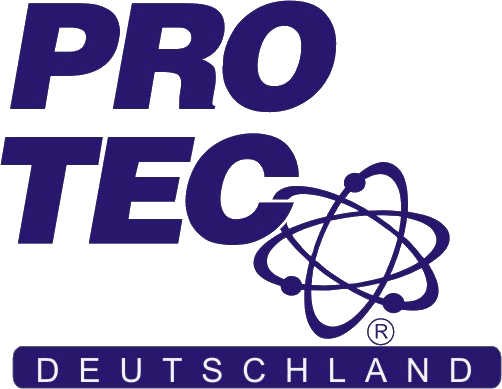 PRO
TEC
®
DEUTSCHLAND